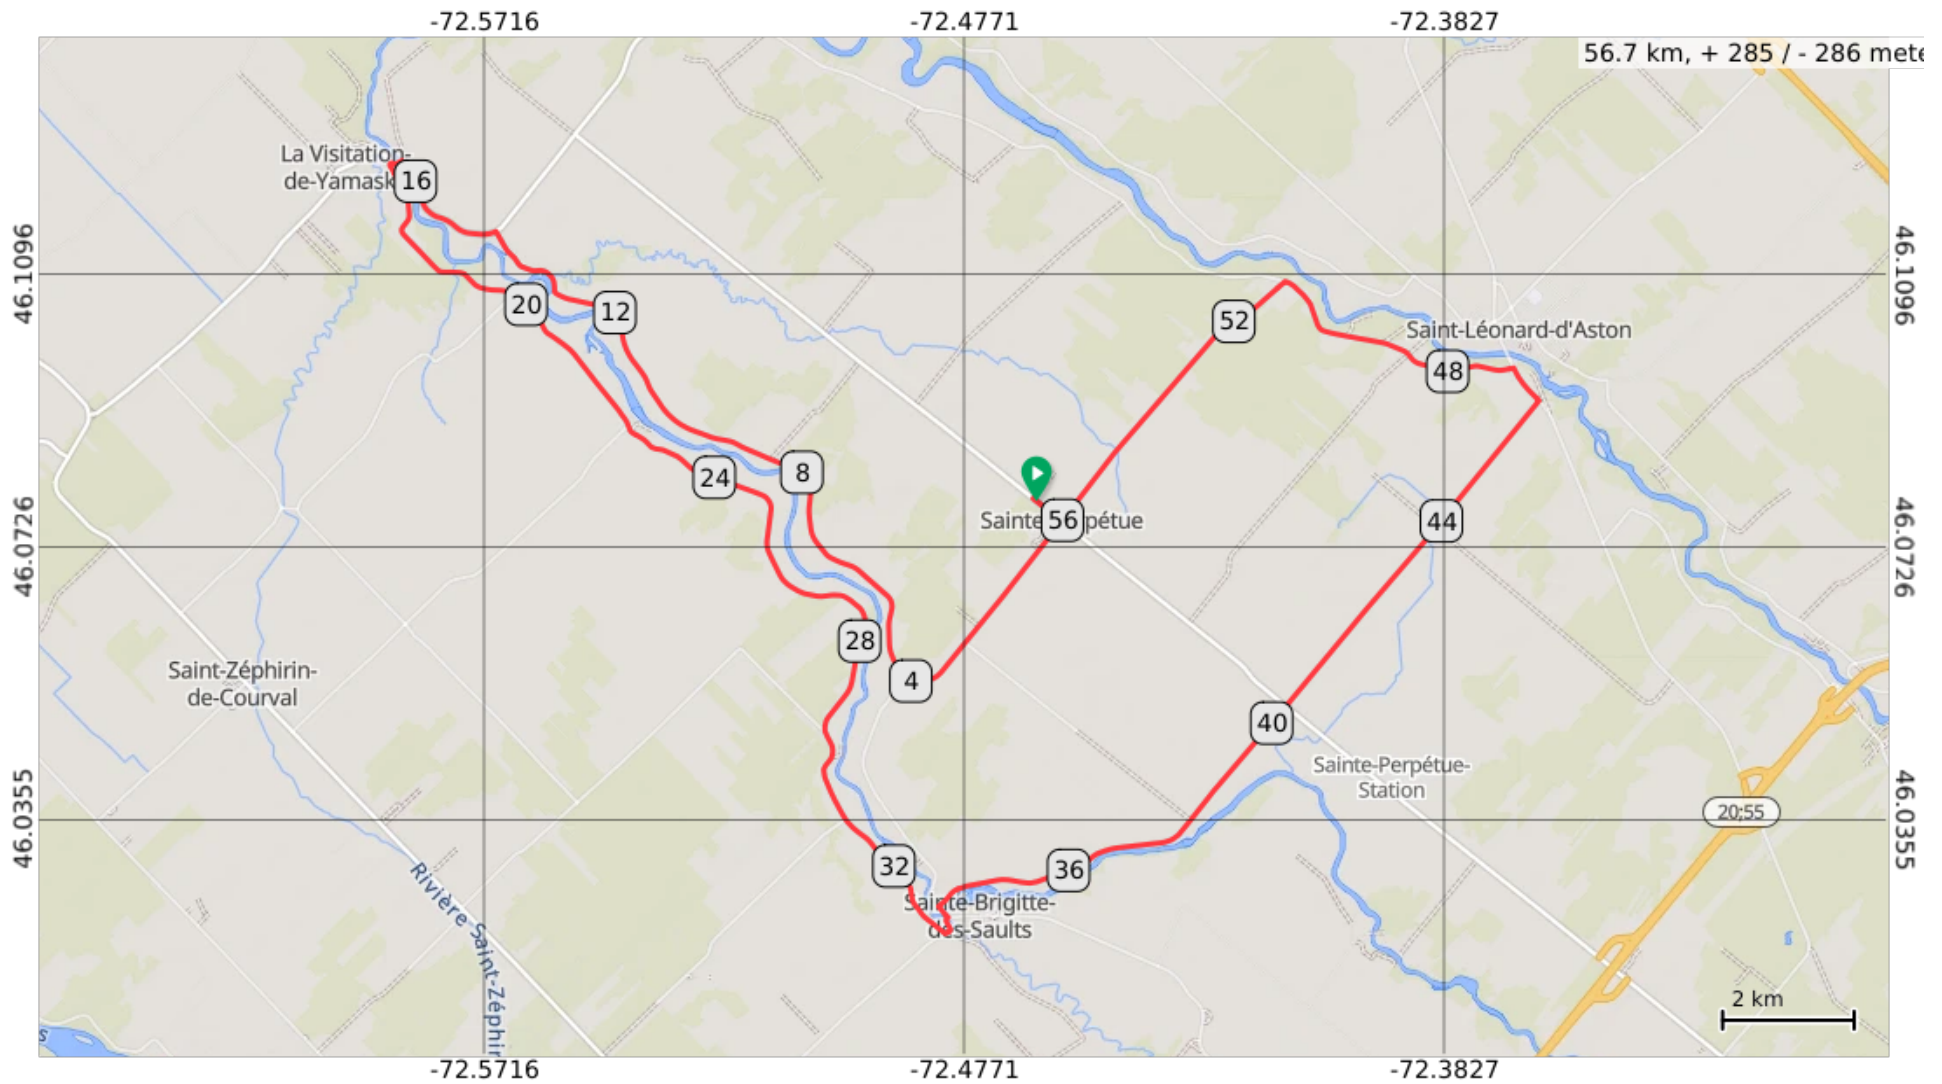 -72.5716
-72.4771
-72.3827
56.7 km, + 285 / - 286 mete
La Visitation-
de-Yamask
16
46.1096
46.1096
20
12
52
Saint-Léonard-d'Aston
48
8
24
56
Sainte pétue
44
46.0726
46.0726
28
4
Saint-Zéphirin-
de-Courval
40
Sainte-Perpétue-
Station
46.0355
46.0355
20;55
32
36
Rivière Saint-Zéphir
Sainte-Brigitte-
des-Saults
2 km
s
-72.5716
-72.4771
-72.3827